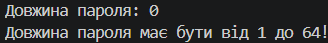 Довжина пароля: 0
Довжина пароля має бути від 1 до 64!